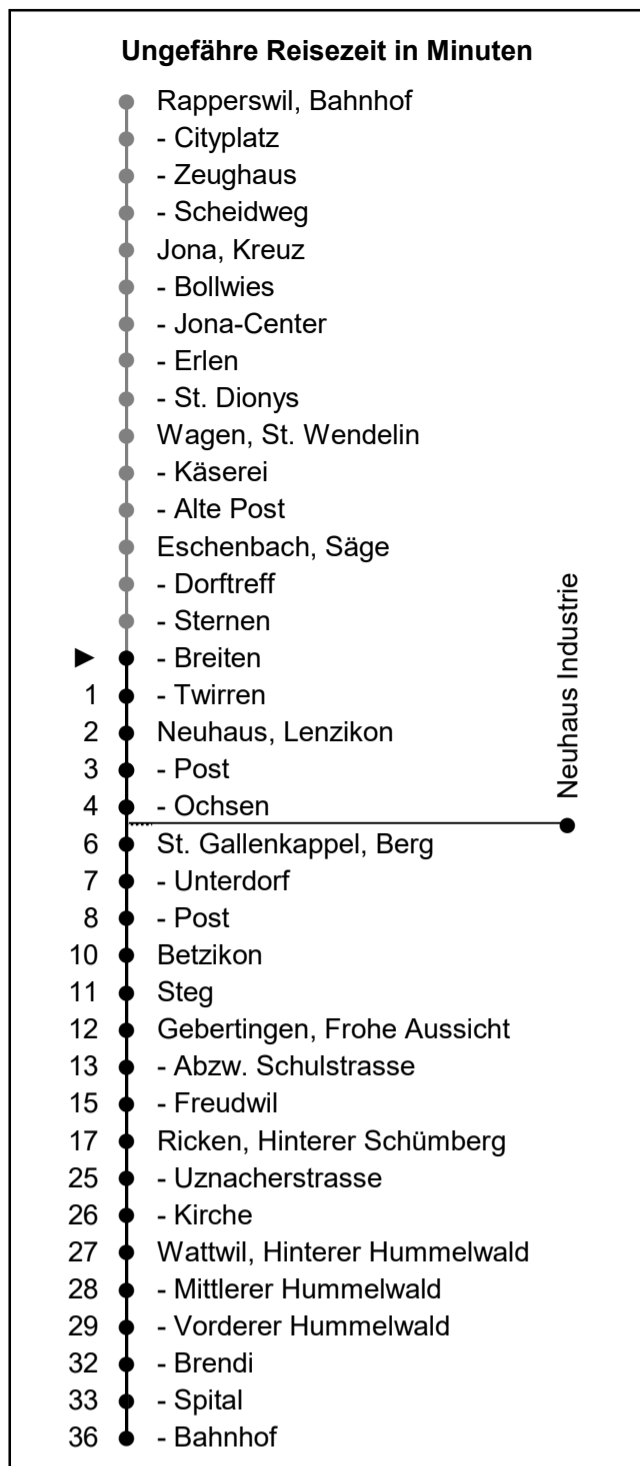 Ungefähre Reisezeit in Minuten
Rapperswil, Bahnhof
- Cityplatz
- Zeughaus
- Scheidweg
Jona, Kreuz
- Bollwies
- Jona-Center
- Erlen
- St. Dionys
Wagen, St. Wendelin
- Käserei
- Alte Post
Eschenbach, Säge
- Dorftreff
- Sternen
► - Breiten
1 - Twirren
2 Neuhaus, Lenzikon
3 - Post
4 - Ochsen
Neuhaus Industrie
6 St. Gallenkappel, Berg
7 - Unterdorf
8 - Post
10 Betzikon
11 Steg
12 Gebertingen, Frohe Aussicht
13 - Abzw. Schulstrasse
15 - Freudwil
17 Ricken, Hinterer Schümberg
25 - Uznacherstrasse
26 - Kirche
27 Wattwil, Hinterer Hummelwald
28 - Mittlerer Hummelwald
29 - Vorderer Hummelwald
32 - Brendi
33 - Spital
36 - Bahnhof